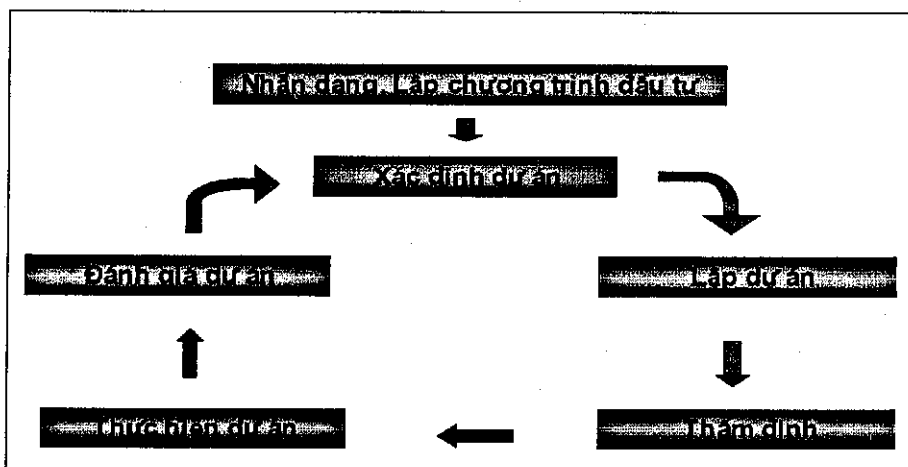 Nhận dạng, Lập chương trình đầu tư
Xác định dự án
Đánh giá dự án
Lập dự án
Thực hiện dự án
Thẩm định